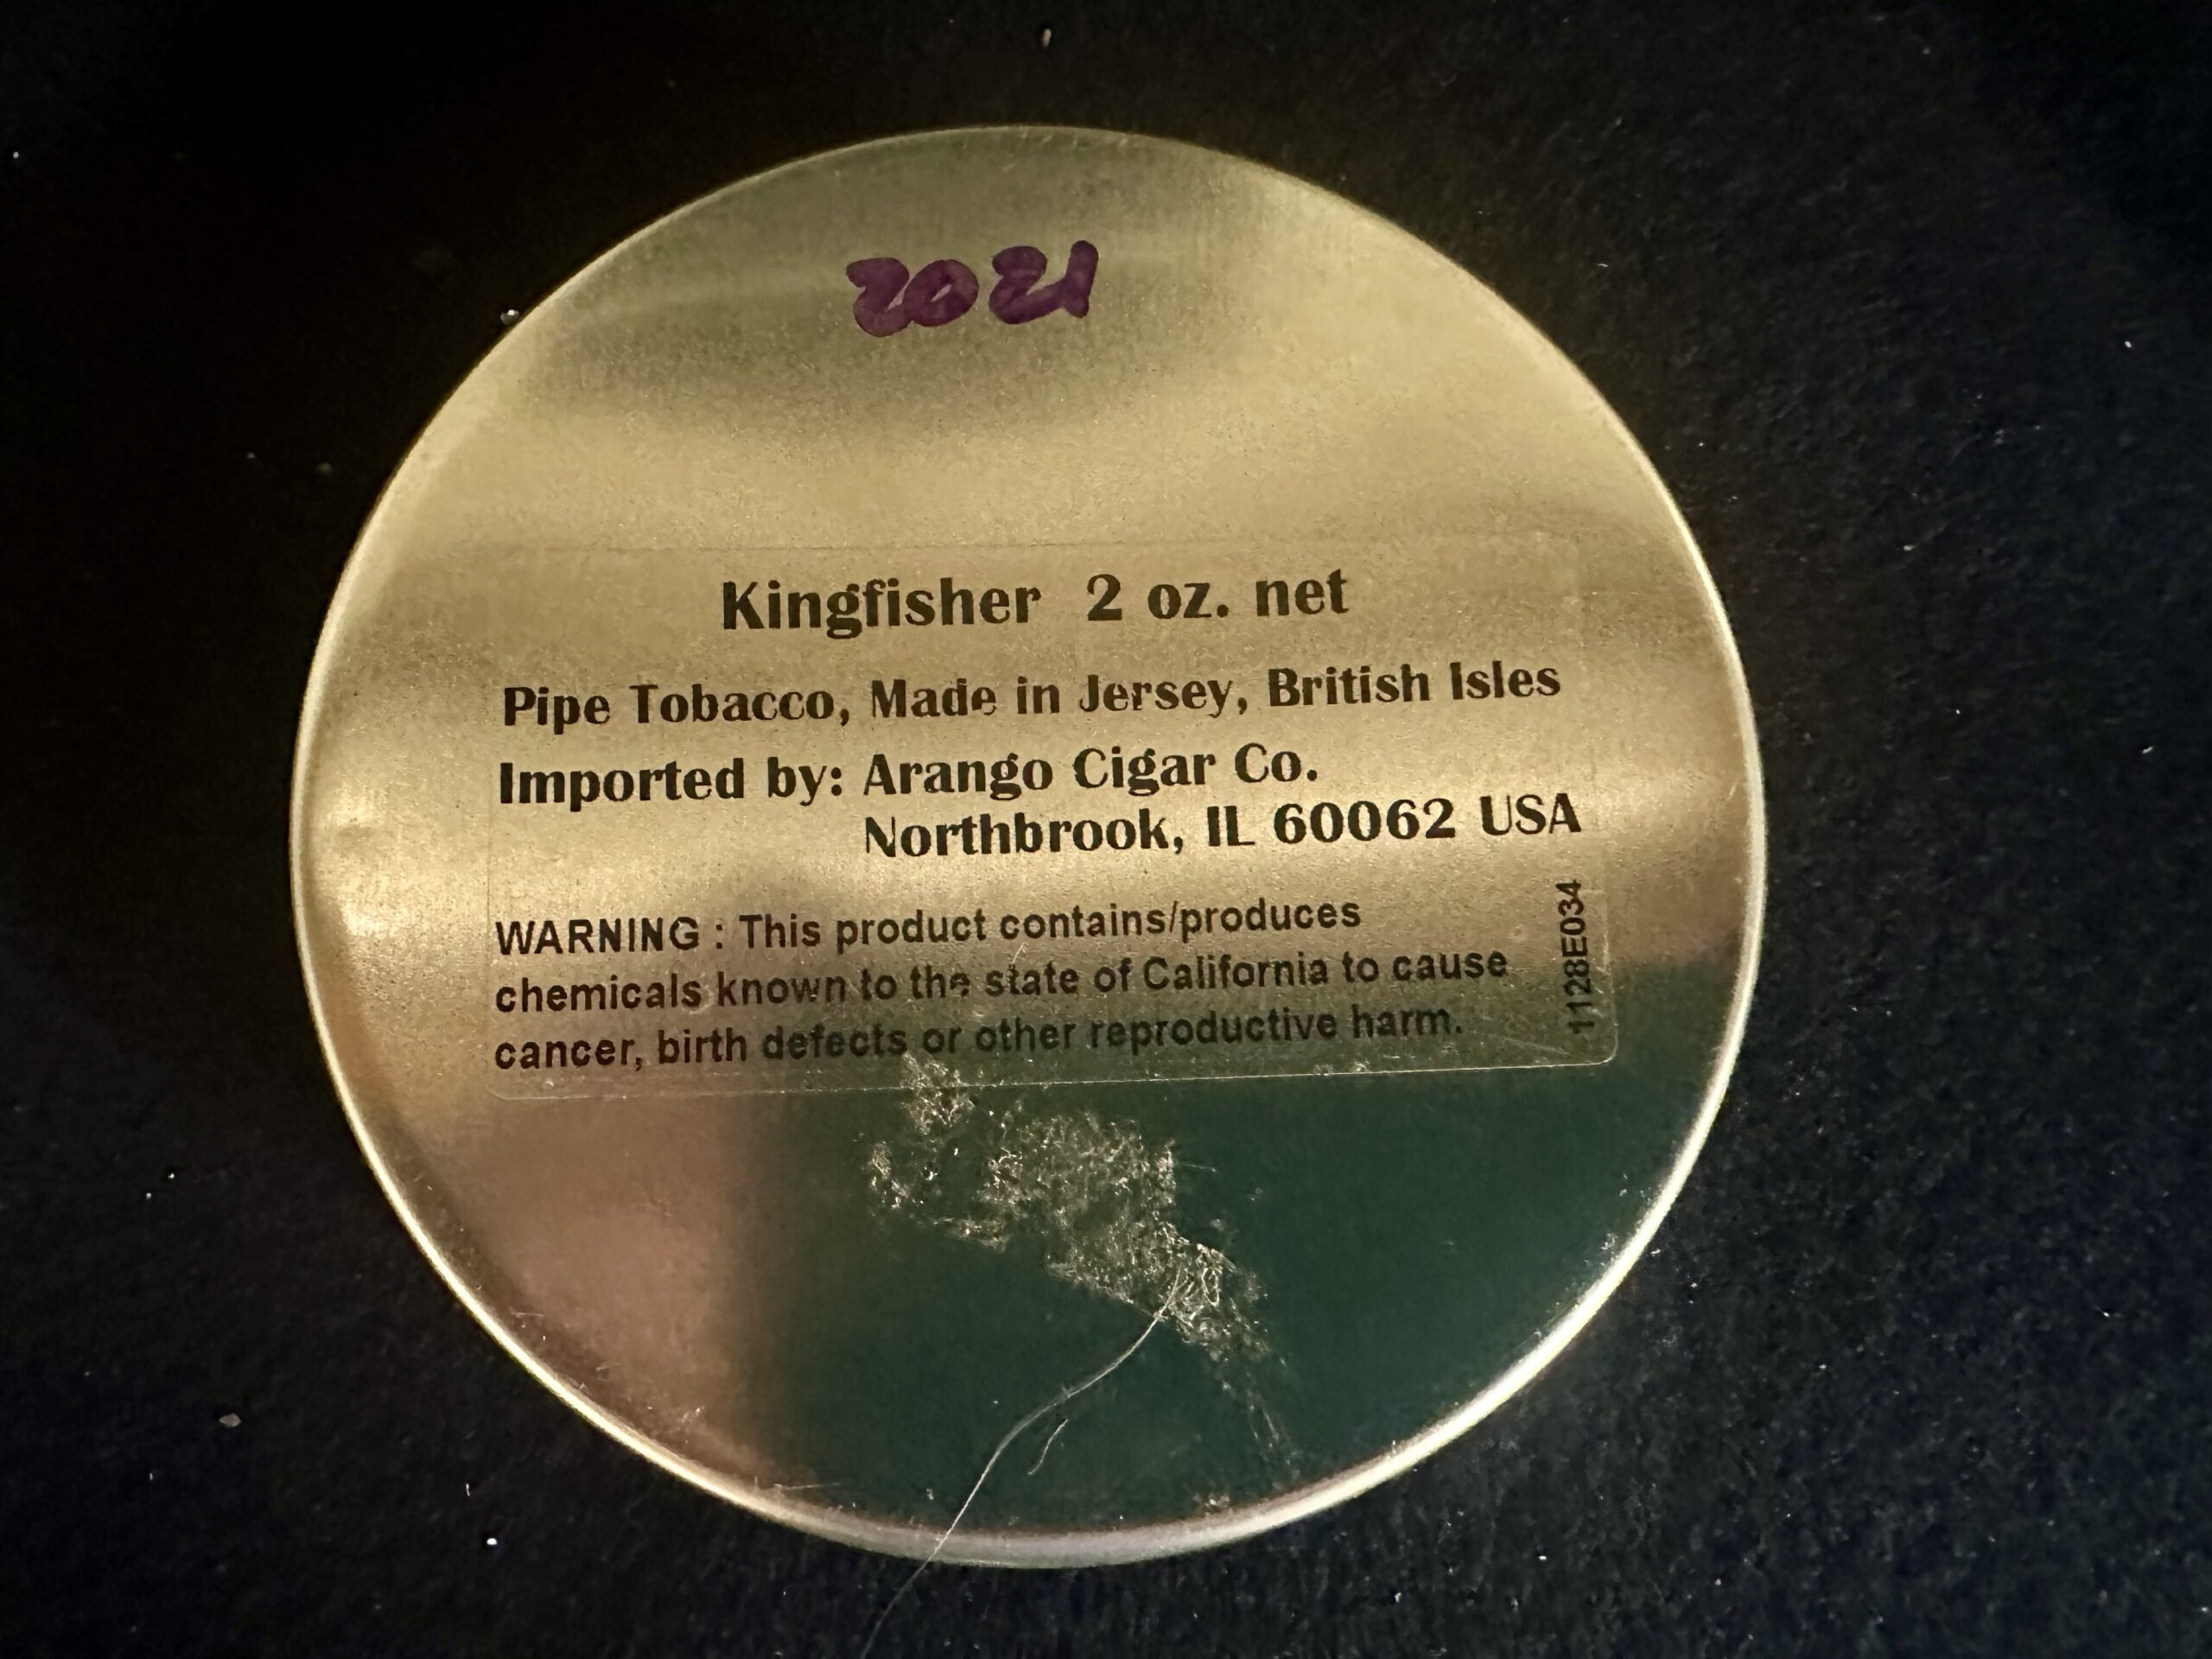 2021
Kingfisher 2 oz. net
Pipe Tobacco, Made in Jersey, British Isles
Imported by: Arango Cigar Co.
Northbrook, IL 60062 USA
WARNING : This product contains/produces
chemicals known to the state of California to cause
cancer, birth defects or other reproductive harm.
1128E034